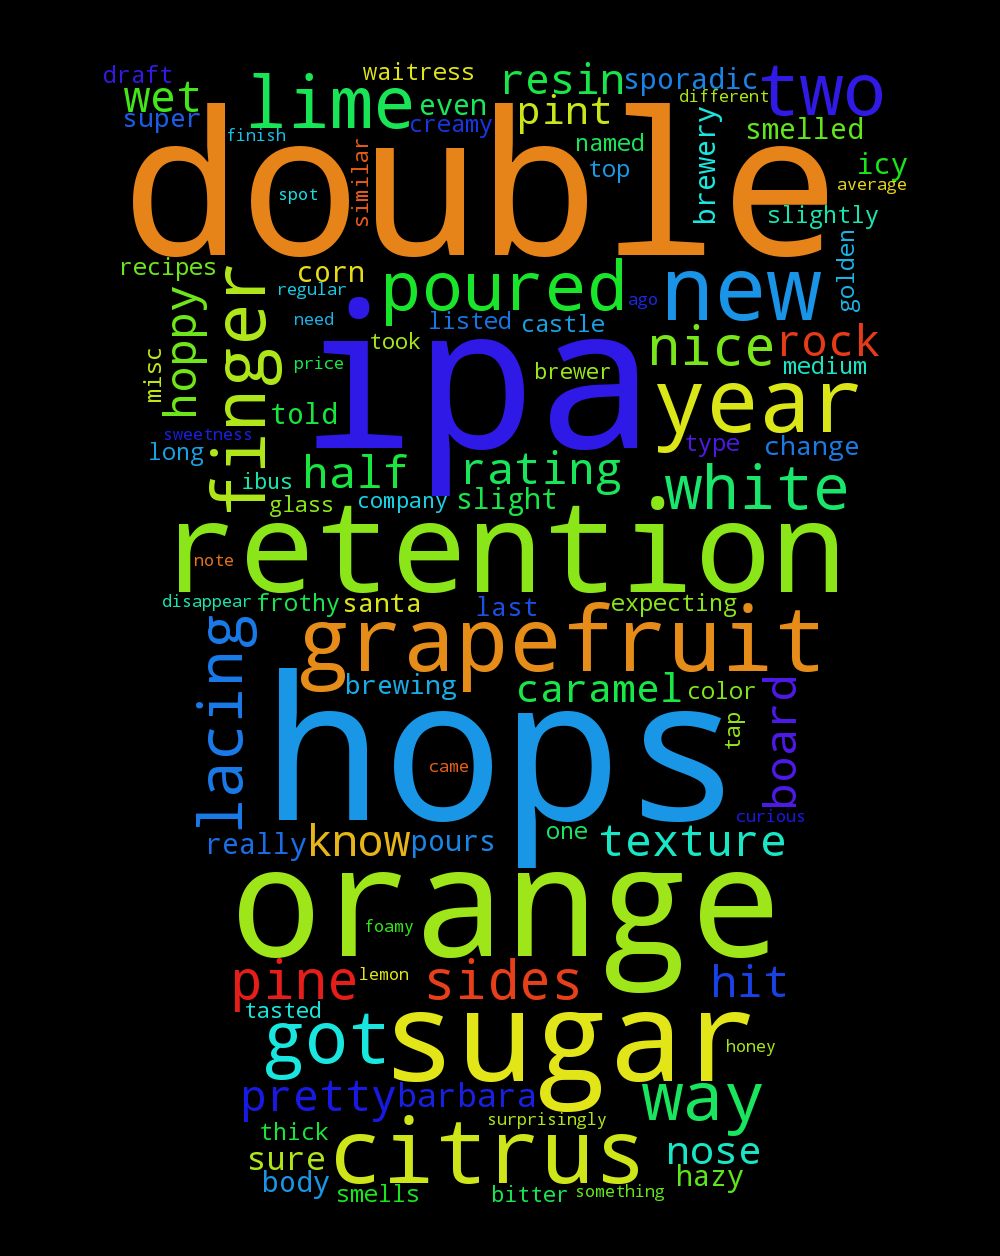 draft
waitress
resin
sporadic
two
wet
lime
even
pint
different
super
creamy
brewery
smelled
finish
named
double
similar
top
icy
spot
average
slightly
recipes
corn
poured
new
golden
regular
ago
hoppy
finger
need
listed
castle
ipa
took
nice
rock
misc
price
brewer
medium
year
told
sweetness
type
change
long
half
rating
white
ibus
glass
company
slight
retention
note
disappear
frothy
santa
last
expecting
grapefruit
lacing
brewing
caramel
color
board
hops
tap
came
curious
really
know
pours
one
texture
orange
foamy
pine
lemon
sides
hit
tasted
got
sugar
honey
pretty
barbara
way
surprisingly
thick
citrus
sure
nose
body
hazy
smells
bitter
something